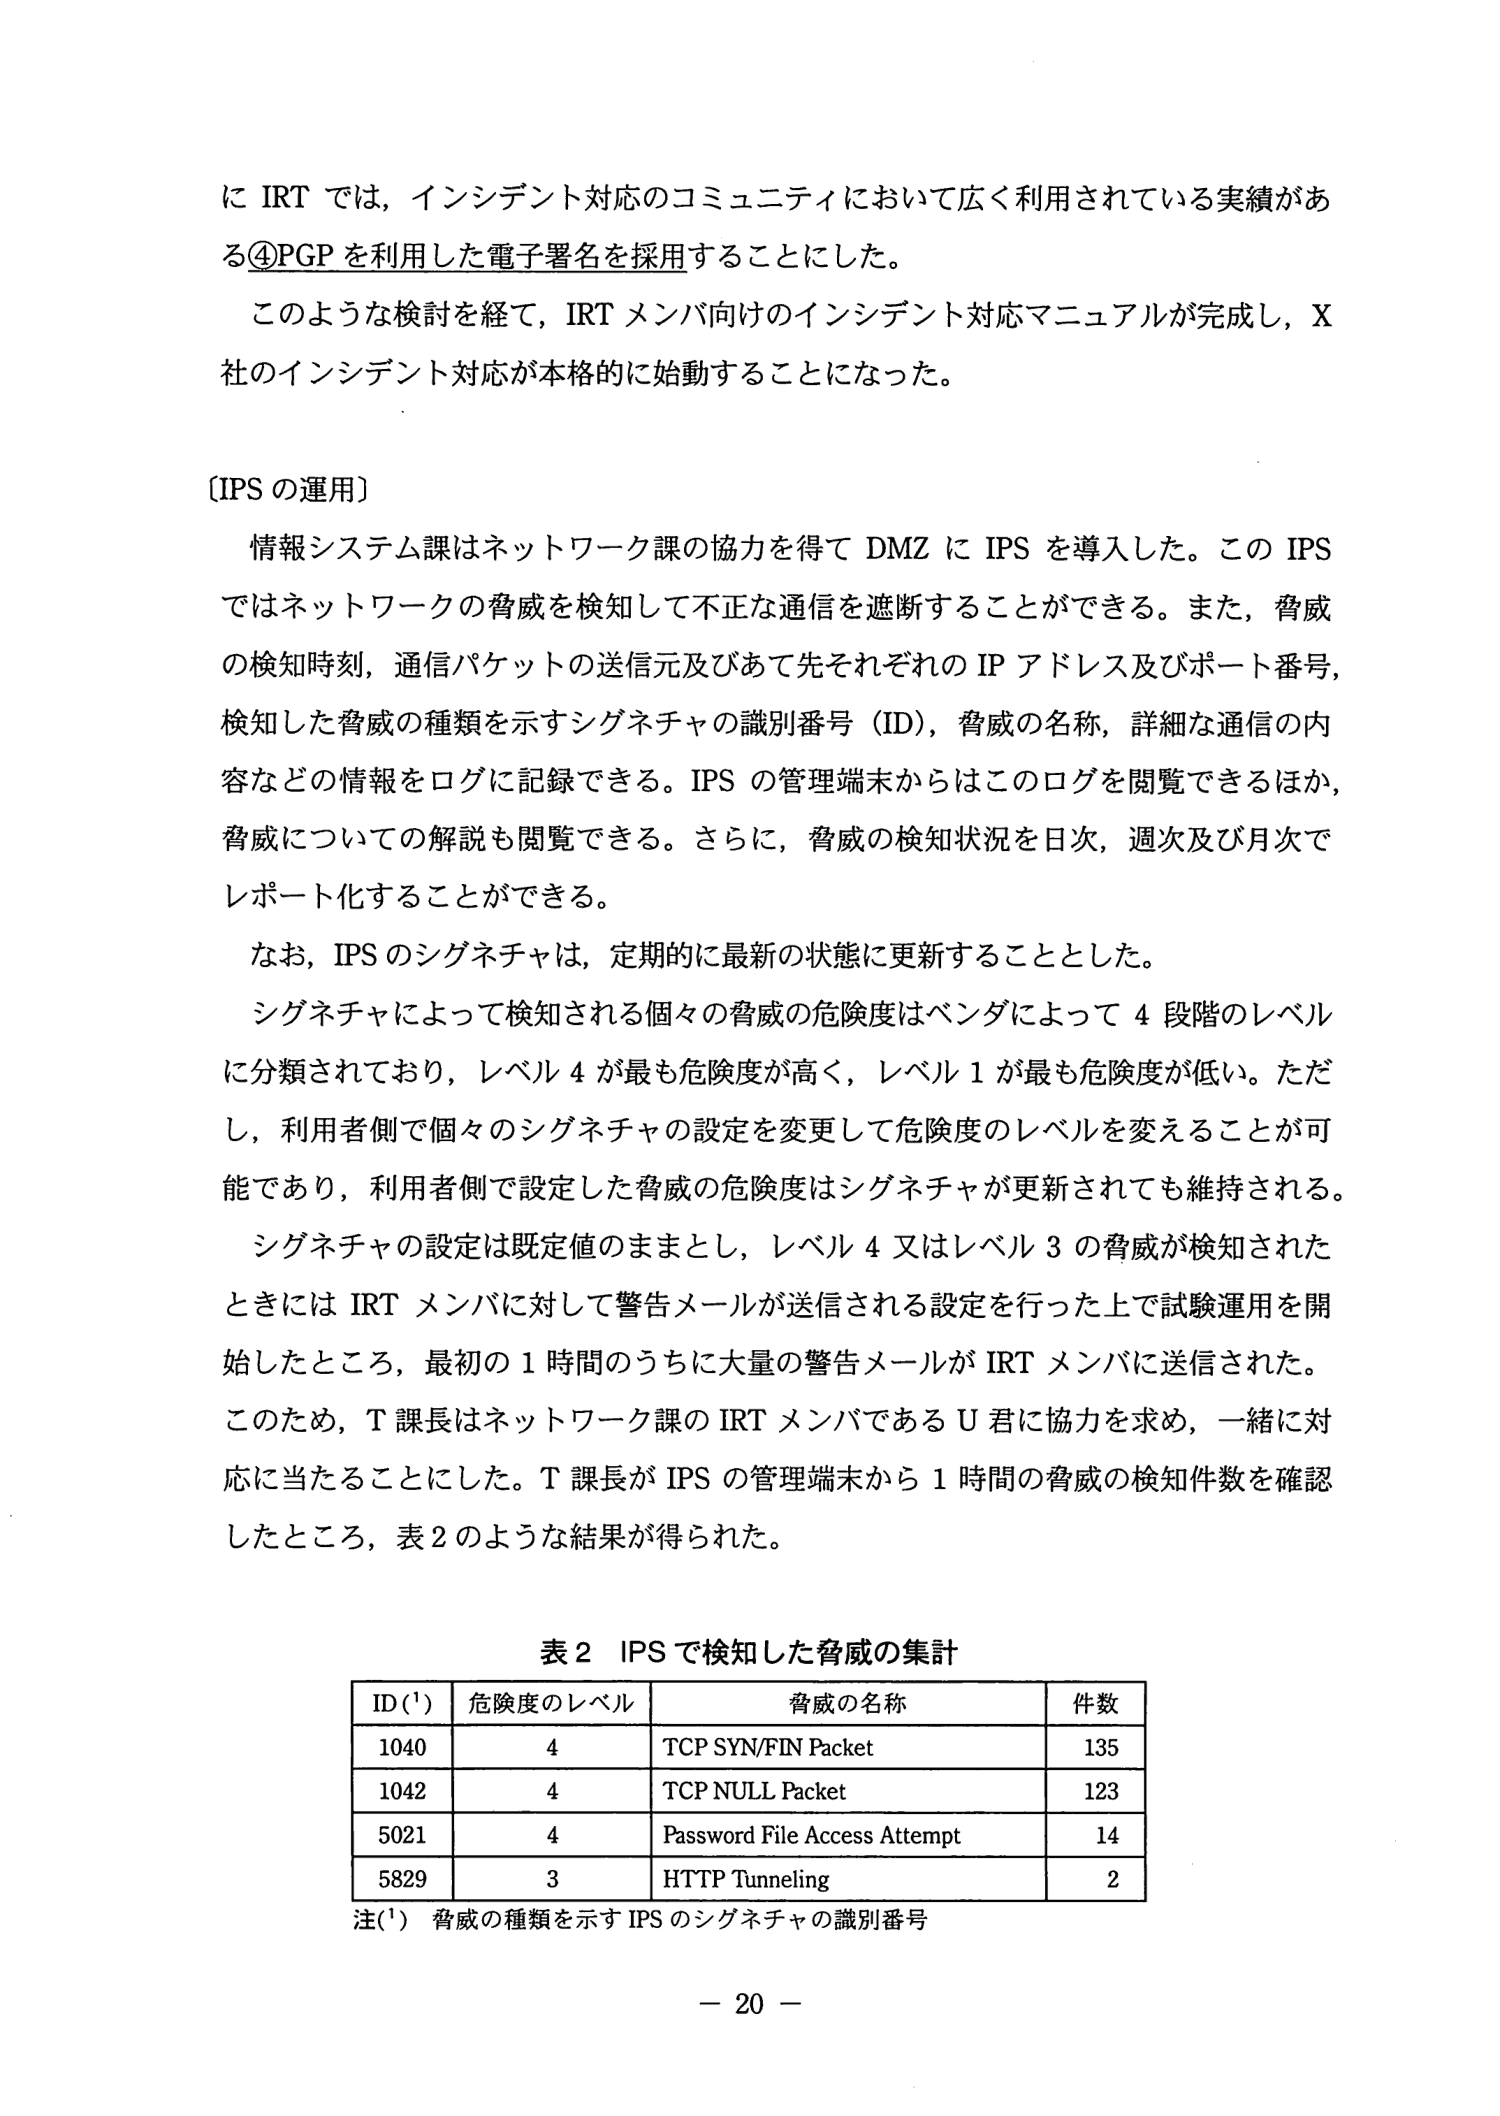 に IRT では，インシデント対応のコミュニティにおいて広く利用されている実績があ
る④PGP を利用した電子署名を採用することにした。
このような検討を経て，IRT メンバ向けのインシデント対応マニュアルが完成し，X
社のインシデント対応が本格的に始動することになった。
〔IPS の運用〕
情報システム課はネットワーク課の協力を得て DMZ に IPS を導入した。この IPS
ではネットワークの脅威を検知して不正な通信を遮断することができる。また，脅威
の検知時刻，通信パケットの送信元及びあて先それぞれの IP アドレス及びポート番号，
検知した脅威の種類を示すシグネチャの識別番号（ID），脅威の名称，詳細な通信の内
容などの情報をログに記録できる。IPS の管理端末からはこのログを閲覧できるほか，
脅威についての解説も閲覧できる。さらに，脅威の検知状況を日次，週次及び月次で
レポート化することができる。
なお，IPS のシグネチャは，定期的に最新の状態に更新することとした。
シグネチャによって検知される個々の脅威の危険度はベンダによって 4 段階のレベル
に分類されており，レベル 4 が最も危険度が高く，レベル 1 が最も危険度が低い。ただ
し，利用者側で個々のシグネチャの設定を変更して危険度のレベルを変えることが可
能であり，利用者側で設定した脅威の危険度はシグネチャが更新されても維持される。
シグネチャの設定は既定値のままとし，レベル 4 又はレベル 3 の脅威が検知された
ときには IRT メンバに対して警告メールが送信される設定を行った上で試験運用を開
始したところ，最初の 1 時間のうちに大量の警告メールが IRT メンバに送信された。
このため，T 課長はネットワーク課の IRT メンバである U 君に協力を求め，一緒に対
応に当たることにした。T 課長が IPS の管理端末から 1 時間の脅威の検知件数を確認
したところ，表 2 のような結果が得られた。
表 2　IPS で検知した脅威の集計
ID(¹) 危険度のレベル 脅威の名称 件数
1040 4 TCP SYN/FIN Packet 135
1042 4 TCP NULL Packet 123
5021 4 Password File Access Attempt 14
5829 3 HTTP Tunneling 2
注(¹)　脅威の種類を示す IPS のシグネチャの識別番号
－ 20 －